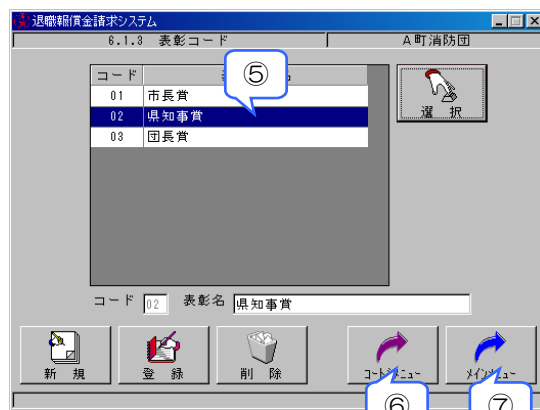 退職報償金請求システム
6.1.3 表彰コード A町消防団
コード
⑤
01 市長賞
02 県知事賞
03 団長賞
選 択
コード 02 表彰名 県知事賞
新 規 登 録 削 除
⑥ ⑦